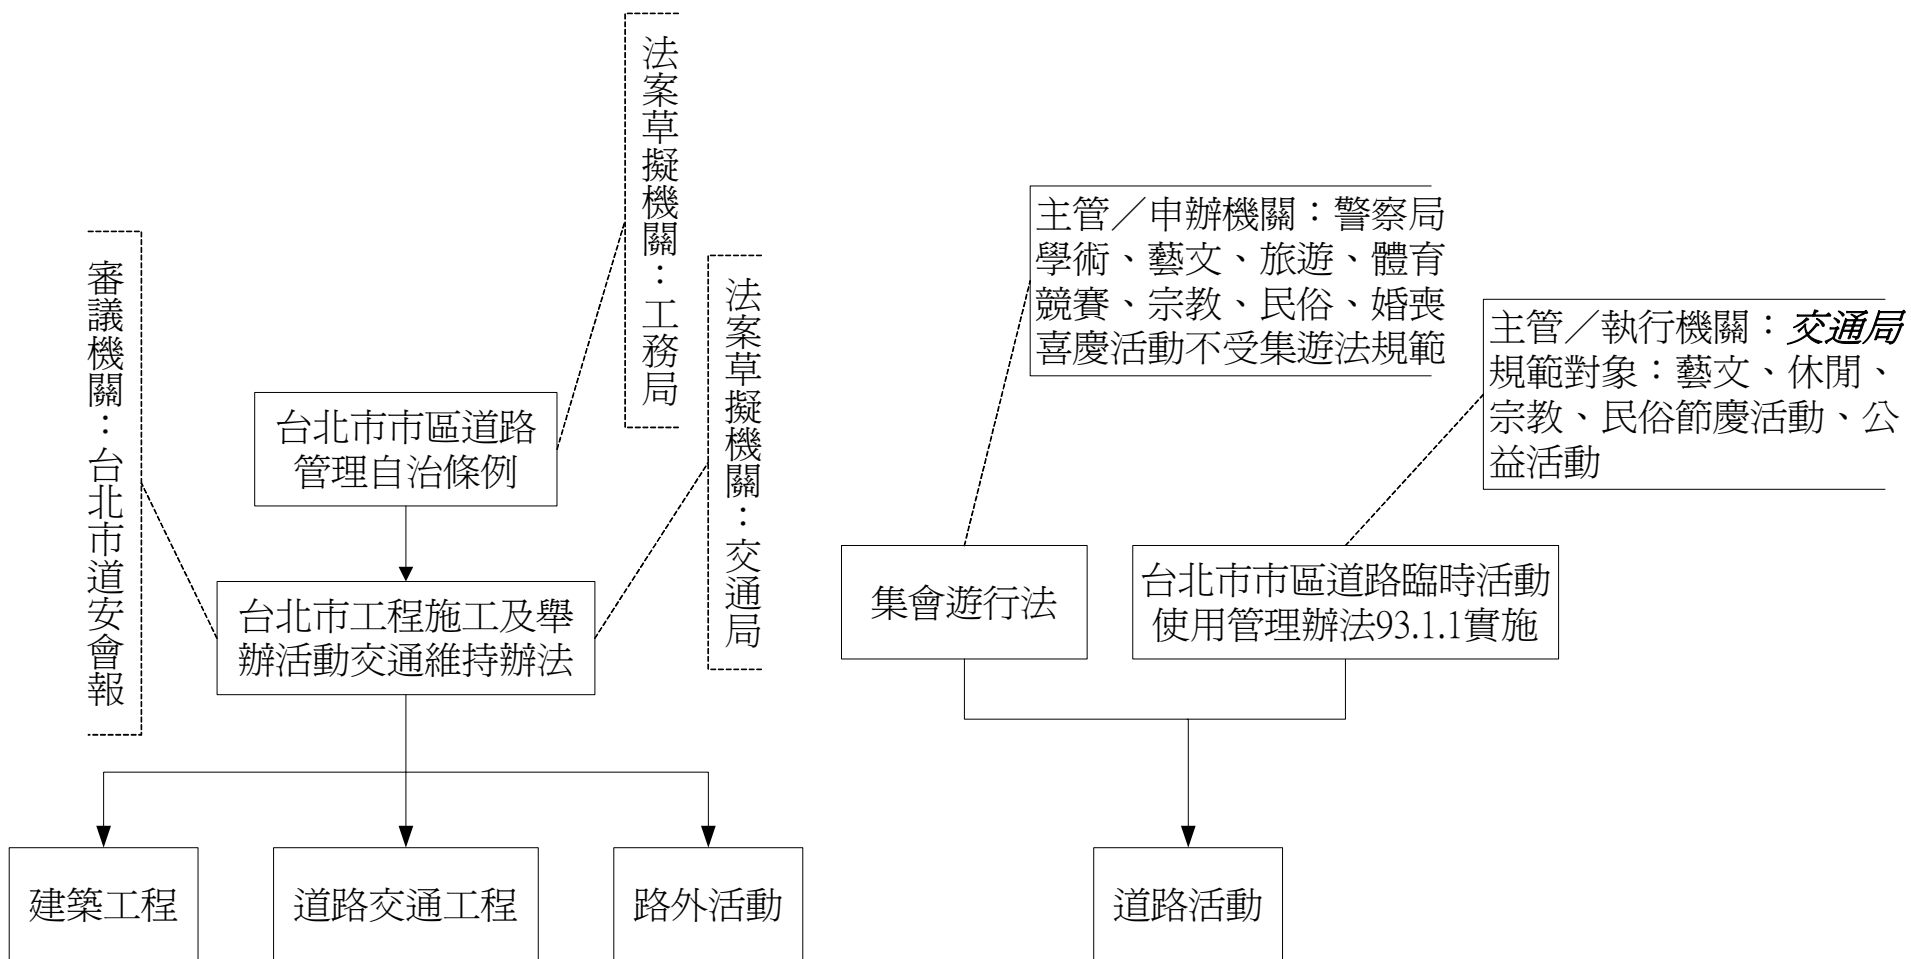 法案草擬機關：工務局
審議機關：台北市道安會報
法案草擬機關：交通局
台北市市區道路
管理自治條例
台北市工程施工及舉
辦活動交通維持辦法
建築工程
道路交通工程
路外活動
主管／申辦機關：警察局
學術、藝文、旅遊、體育
競賽、宗教、民俗、婚喪
喜慶活動不受集遊法規範
主管／執行機關：交通局
規範對象：藝文、休閒、
宗教、民俗節慶活動、公
益活動
集會遊行法
台北市市區道路臨時活動
使用管理辦法93.1.1實施
道路活動